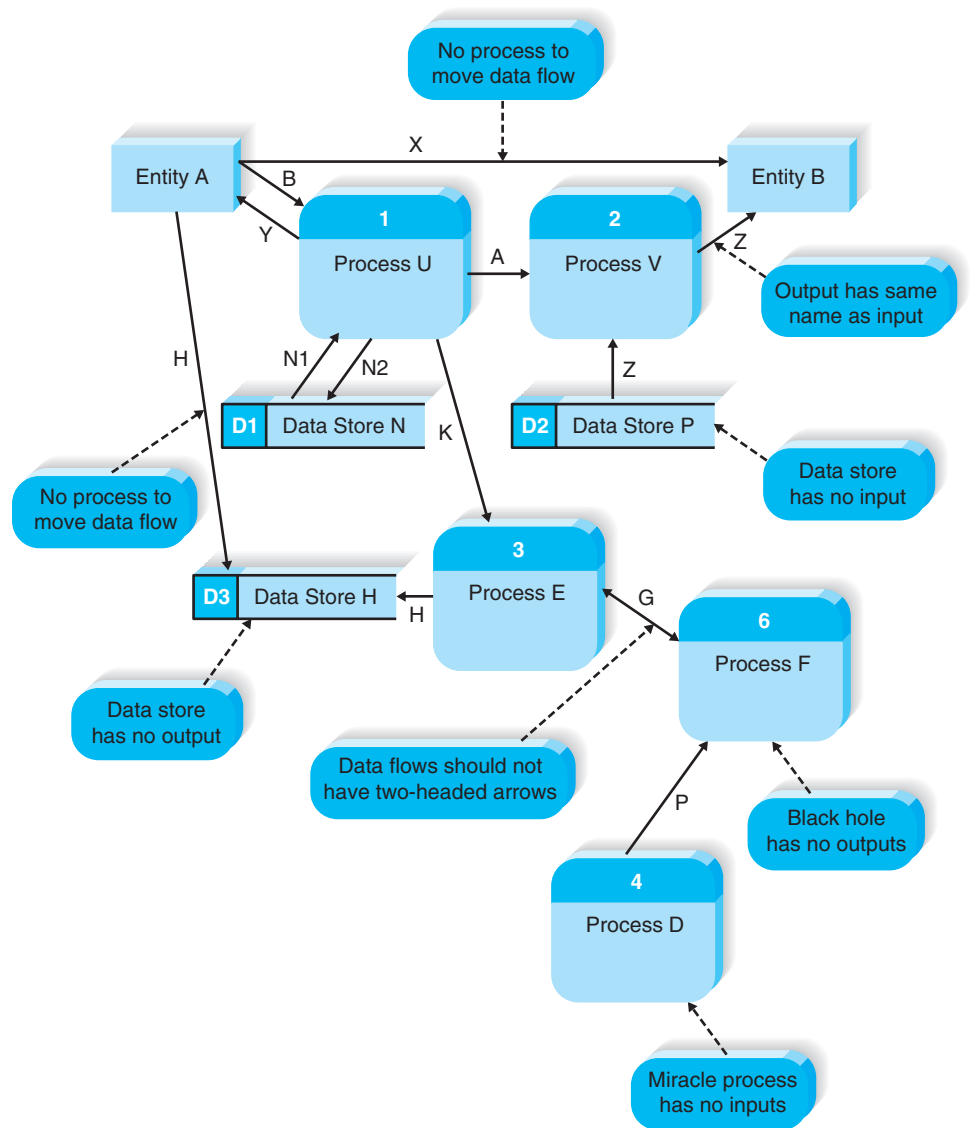 No process to
move data flow
X
Entity A
Entity B
B
Y
1
Process U
A
2
Process V
Z
Output has same
name as input
H
N1
N2
Z
D1 Data Store N
K
D2 Data Store P
No process to
move data flow
Data store
has no input
3
Process E
D3 Data Store H
H
G
6
Process F
Data store
has no output
Data flows should not
have two-headed arrows
P
Black hole
has no outputs
4
Process D
Miracle process
has no inputs